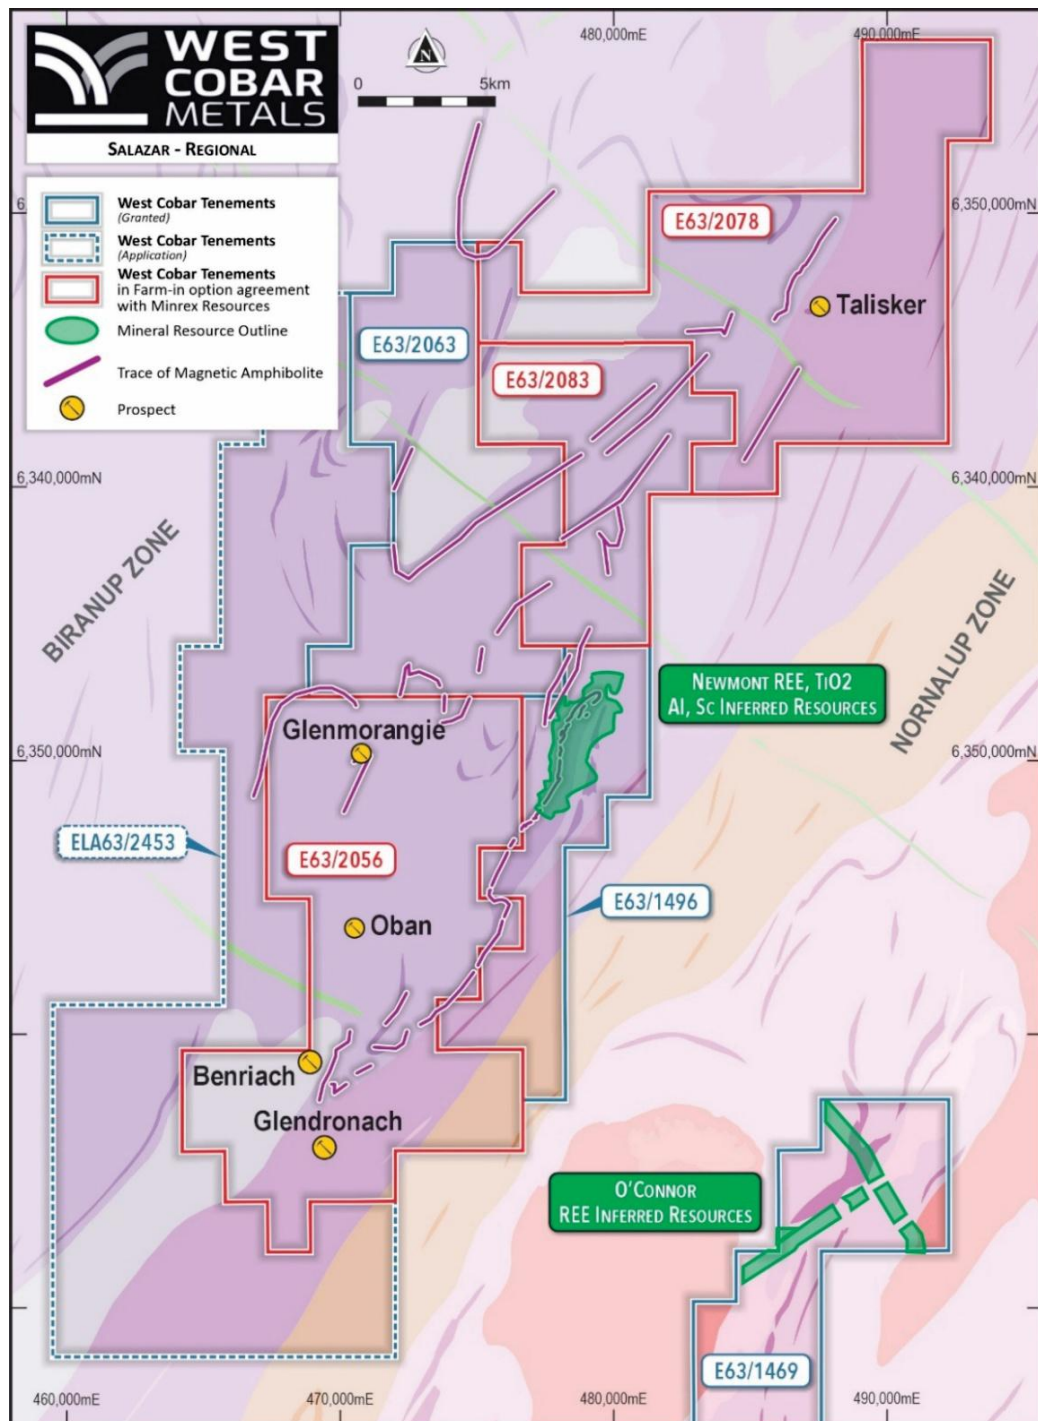 WEST
COBAR
METALS
SALAZAR - REGIONAL
N
0 5km
480,000mE
490,000mE
West Cobar Tenements
(Granted)
West Cobar Tenements
(Application)
West Cobar Tenements
in Farm-in option agreement
with Minrex Resources
Mineral Resource Outline
Trace of Magnetic Amphibolite
Prospect
6
6,350,000mN
E63/2078
Talisker
E63/2063
E63/2083
6,340,000mN
6,340,000mN
BIRANUP ZONE
NORNALUP ZONE
NEWMONT REE, TiO2
Al, Sc INFERRED RESOURCES
Glenmorangie
6,350,000mN
6,350,000mN
ELA63/2453
E63/2056
E63/1496
Oban
Benriach
Glendronach
O'CONNOR
REE INFERRED RESOURCES
E63/1469
460,000mE
470,000mE
480,000mE
490,000mE